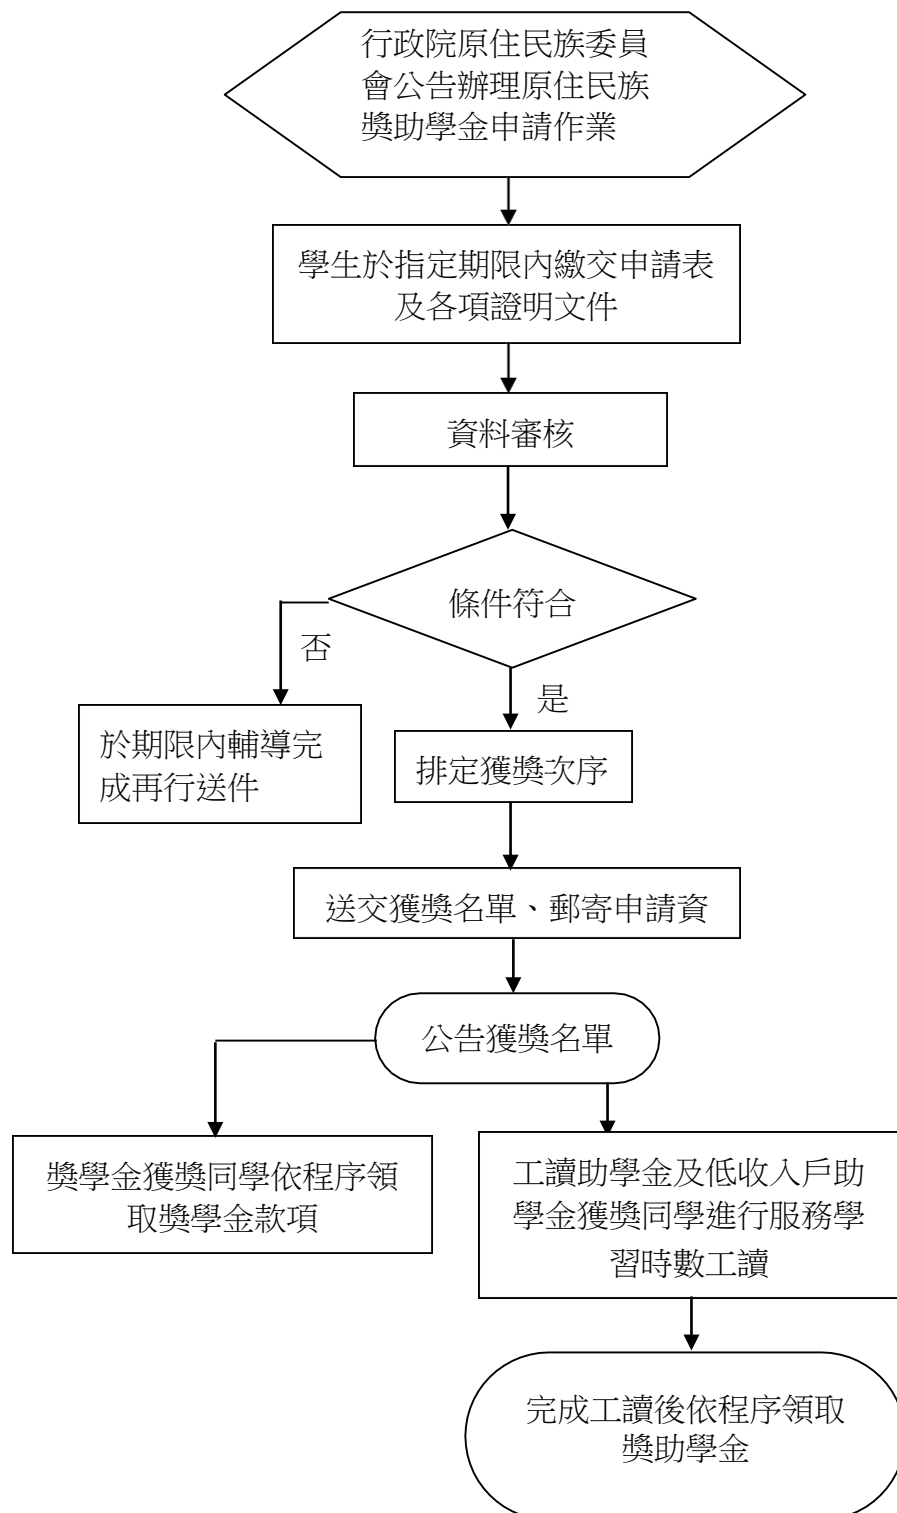 行政院原住民族委員
會公告辦理原住民族
獎助學金申請作業
學生於指定期限內繳交申請表
及各項證明文件
資料審核
條件符合
否
是
於期限內輔導完
成再行送件
排定獲獎次序
送交獲獎名單、郵寄申請資
公告獲獎名單
獎學金獲獎同學依程序領
取獎學金款項
工讀助學金及低收入戶助
學金獲獎同學進行服務學
習時數工讀
完成工讀後依程序領取
獎助學金